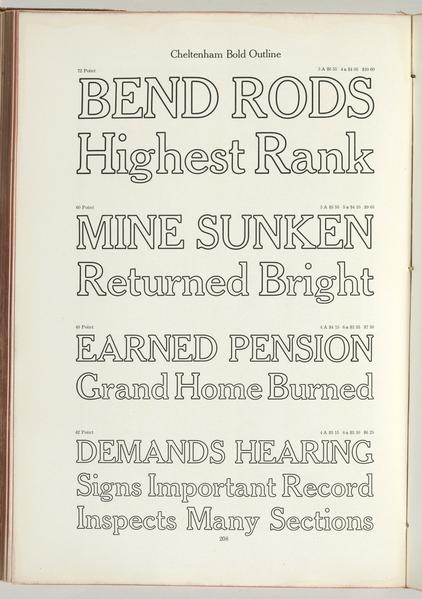 Cheltenham Bold Outline
72 Point
BEND RODS
Highest Rank
60 Point
MINE SUNKEN
Returned Bright
48 Point
EARNED PENSION
Grand Home Burned
42 Point
DEMANDS HEARING
Signs Important Record
Inspects Many Sections
208